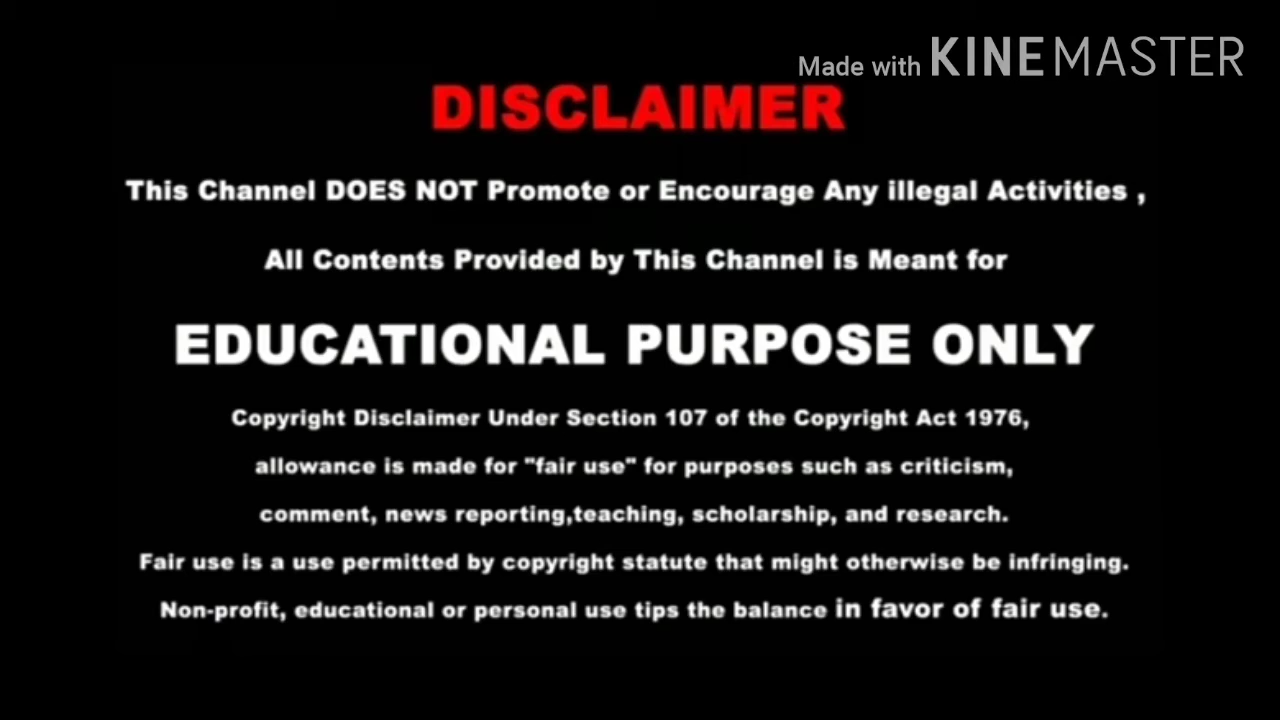 Made with KINEMASTER
DISCLAIMER
This Channel DOES NOT Promote or Encourage Any illegal Activities ,
All Contents Provided by This Channel is Meant for
EDUCATIONAL PURPOSE ONLY
Copyright Disclaimer Under Section 107 of the Copyright Act 1976,
allowance is made for "fair use" for purposes such as criticism,
comment, news reporting,teaching, scholarship, and research.
Fair use is a use permitted by copyright statute that might otherwise be infringing.
Non-profit, educational or personal use tips the balance in favor of fair use.